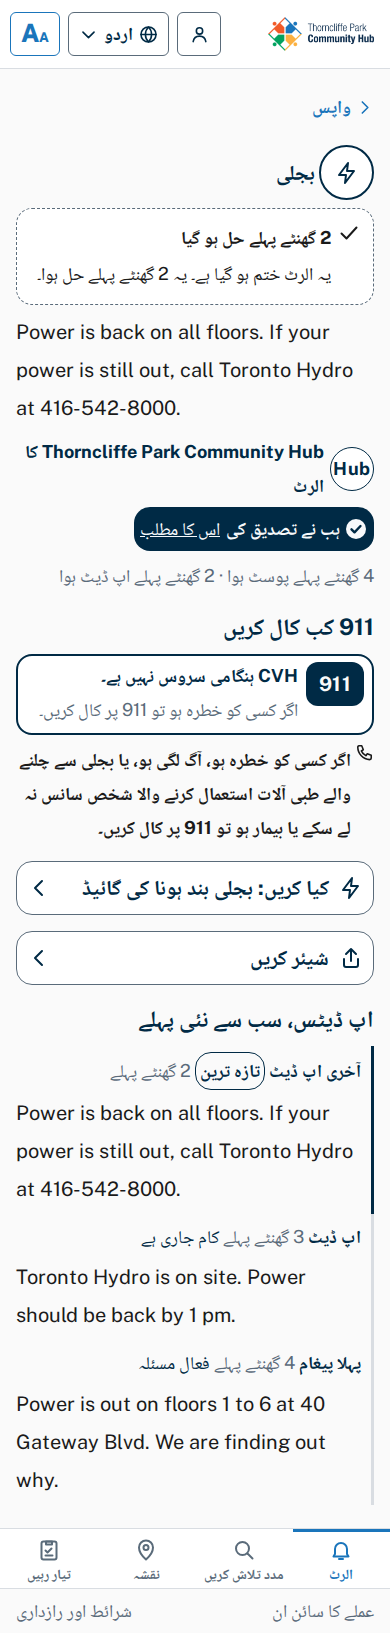 Thorncliffe Park
Community Hub
اردو
AA
واپس
بجلی
2 گھنٹے پہلے حل ہو گیا
یہ الرٹ ختم ہو گیا ہے۔ یہ 2 گھنٹے پہلے حل ہوا۔
Power is back on all floors. If your
power is still out, call Toronto Hydro
at 416-542-8000.
Hub
Thorncliffe Park Community Hub کا
الرٹ
ہب نے تصدیق کی اس کا مطلب
4 گھنٹے پہلے پوسٹ ہوا · 2 گھنٹے پہلے اپ ڈیٹ ہوا
911 کب کال کریں
911
CVH ہنگامی سروس نہیں ہے۔
اگر کسی کو خطرہ ہو تو 911 پر کال کریں۔
اگر کسی کو خطرہ ہو، آگ لگی ہو، یا بجلی سے چلنے
والے طبی آلات استعمال کرنے والا شخص سانس نہ
لے سکے یا بیمار ہو تو 911 پر کال کریں۔
کیا کریں: بجلی بند ہونا کی گائیڈ
شیئر کریں
اپ ڈیٹس، سب سے نئی پہلے
آخری اپ ڈیٹ تازہ ترین 2 گھنٹے پہلے
Power is back on all floors. If your
power is still out, call Toronto Hydro
at 416-542-8000.
اپ ڈیٹ 3 گھنٹے پہلے کام جاری ہے
Toronto Hydro is on site. Power
should be back by 1 pm.
پہلا پیغام 4 گھنٹے پہلے فعال مسئلہ
Power is out on floors 1 to 6 at 40
Gateway Blvd. We are finding out
why.
الرٹ
مدد تلاش کریں
نقشہ
تیار رہیں
عملے کا سائن ان
شرائط اور رازداری